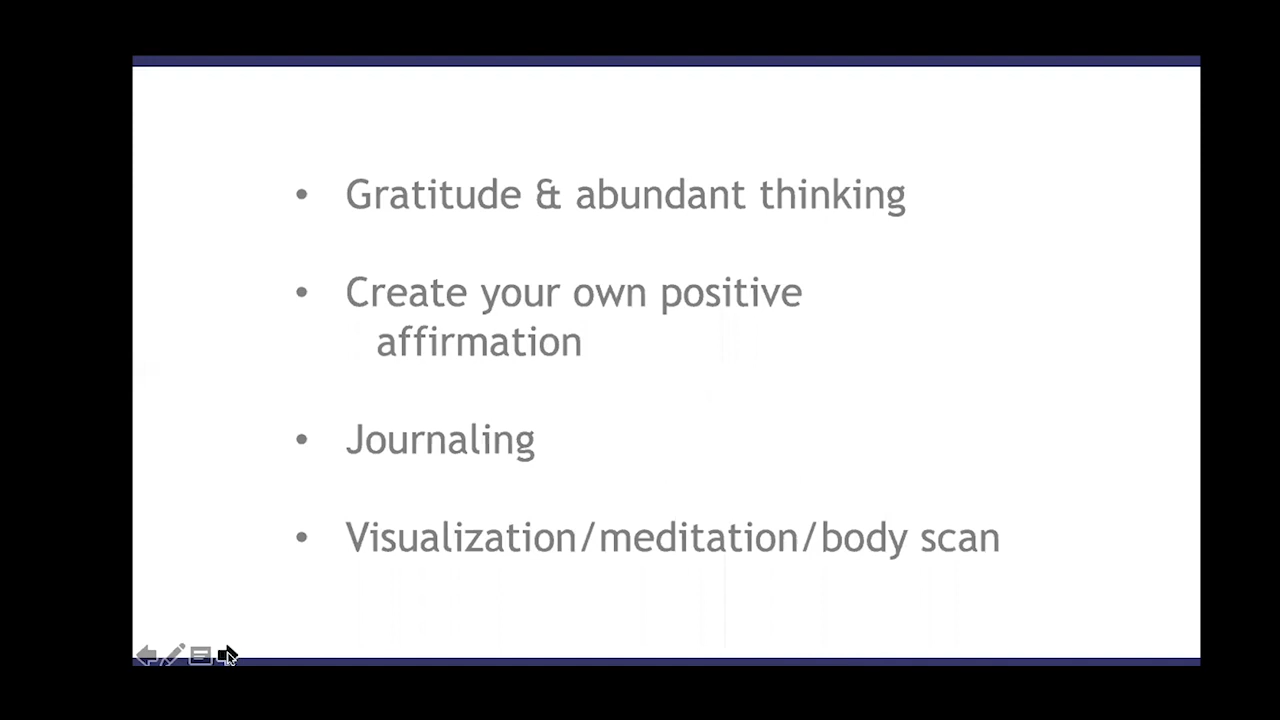 • Gratitude & abundant thinking
• Create your own positive
affirmation
• Journaling
• Visualization/meditation/body scan